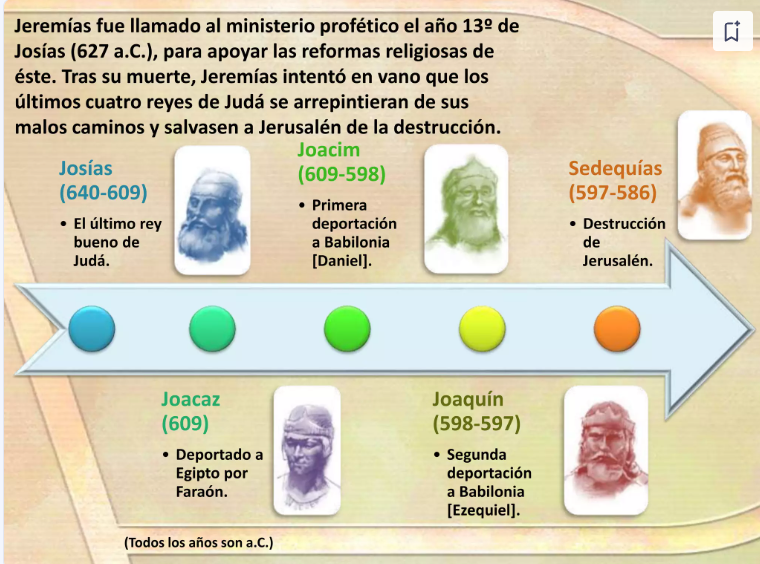 Jeremías fue llamado al ministerio profético el año 13º de
Josías (627 a.C.), para apoyar las reformas religiosas de
éste. Tras su muerte, Jeremías intentó en vano que los
últimos cuatro reyes de Judá se arrepintieran de sus
malos caminos y salvasen a Jerusalén de la destrucción.
Josías
(640-609)
• El último rey
bueno de
Judá.
Joacim
(609-598)
• Primera
deportación
a Babilonia
[Daniel].
Sedequías
(597-586)
• Destrucción
de
Jerusalén.
Joacaz
(609)
• Deportado a
Egipto por
Faraón.
Joaquín
(598-597)
• Segunda
deportación
a Babilonia
[Ezequiel].
(Todos los años son a.C.)